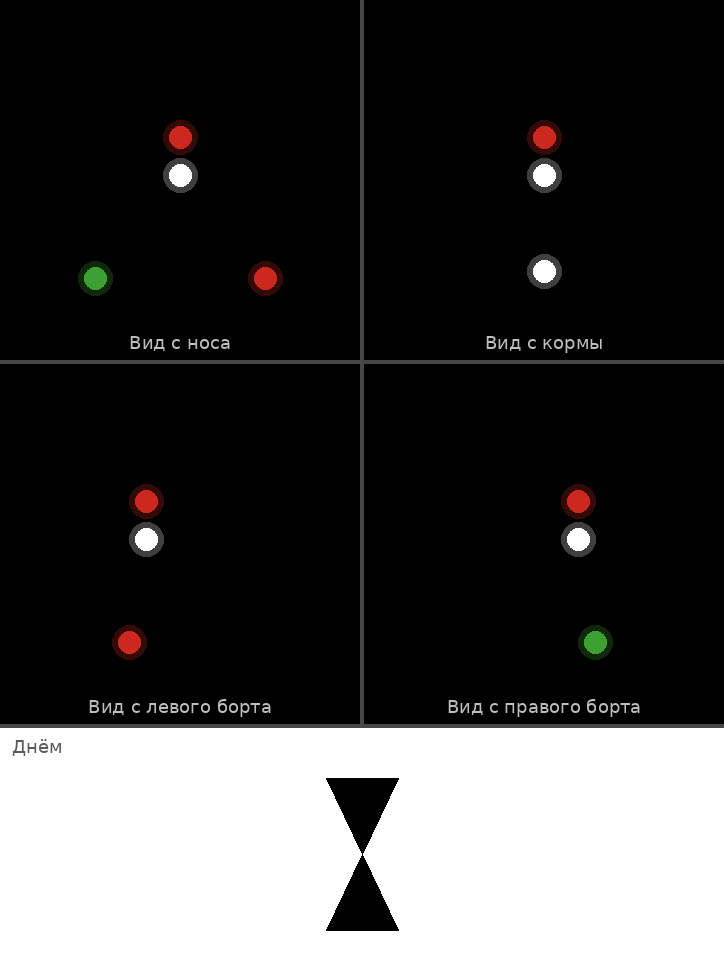 Вид с носа
Вид с кормы
Вид с левого борта
Вид с правого борта
Днём